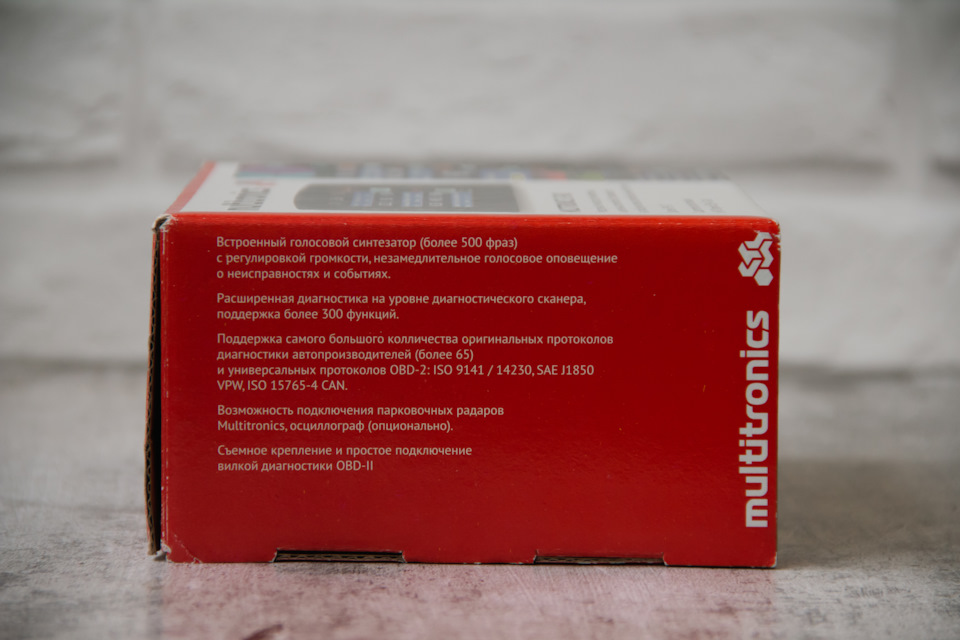 Встроенный голосовой синтезатор (более 500 фраз)
с регулировкой громкости, незамедлительное голосовое оповещение
о неисправностях и событиях.
Расширенная диагностика на уровне диагностического сканера,
поддержка более 300 функций.
Поддержка самого большого колличества оригинальных протоколов
диагностики автопроизводителей (более 65)
и универсальных протоколов OBD-2: ISO 9141 / 14230, SAE J1850
VPW, ISO 15765-4 CAN.
Возможность подключения парковочных радаров
Multitronics, осциллограф (опционально).
Съемное крепление и простое подключение
вилкой диагностики OBD-II
multitronics